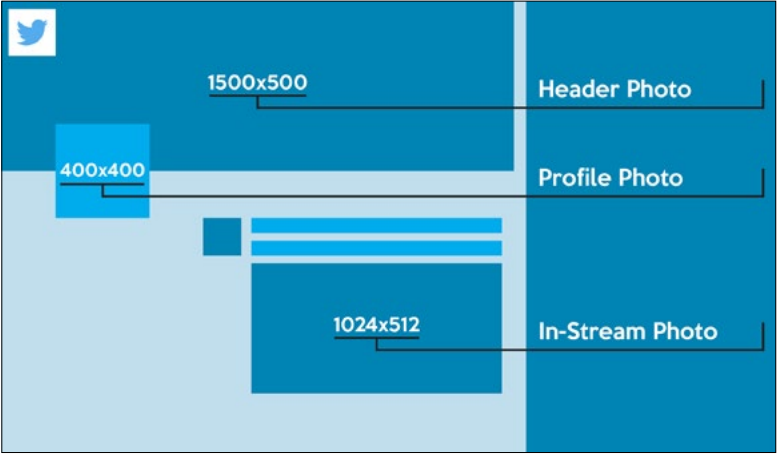 1500x500
Header Photo
400x400
Profile Photo
1024x512
In-Stream Photo